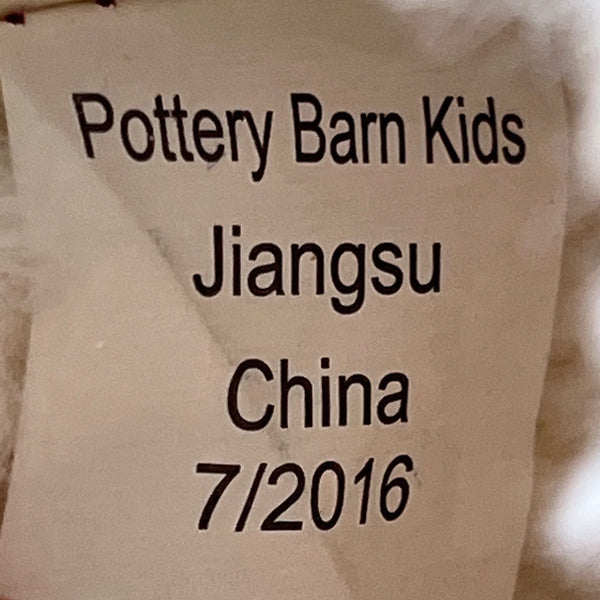 Pottery Barn Kids
Jiangsu
China
7/2016